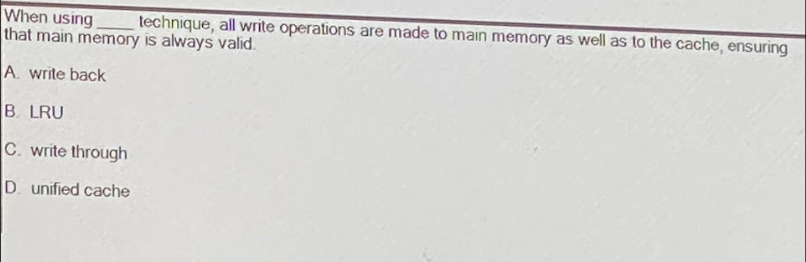 When using ____ technique, all write operations are made to main memory as well as to the cache, ensuring
that main memory is always valid.
A. write back
B. LRU
C. write through
D. unified cache